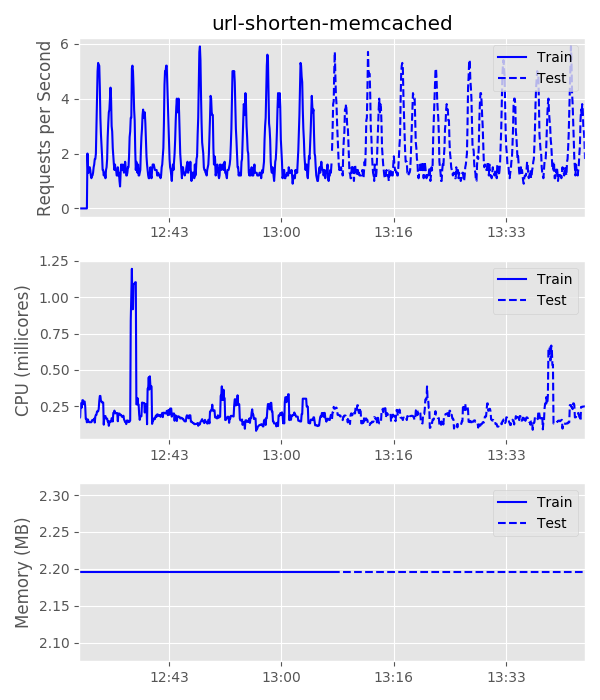 url-shorten-memcached
Requests per Second
6
4
2
0
Train
Test
12:43
13:00
13:16
13:33
CPU (millicores)
1.25
1.00
0.75
0.50
0.25
Train
Test
12:43
13:00
13:16
13:33
Memory (MB)
2.30
2.25
2.20
2.15
2.10
Train
Test
12:43
13:00
13:16
13:33